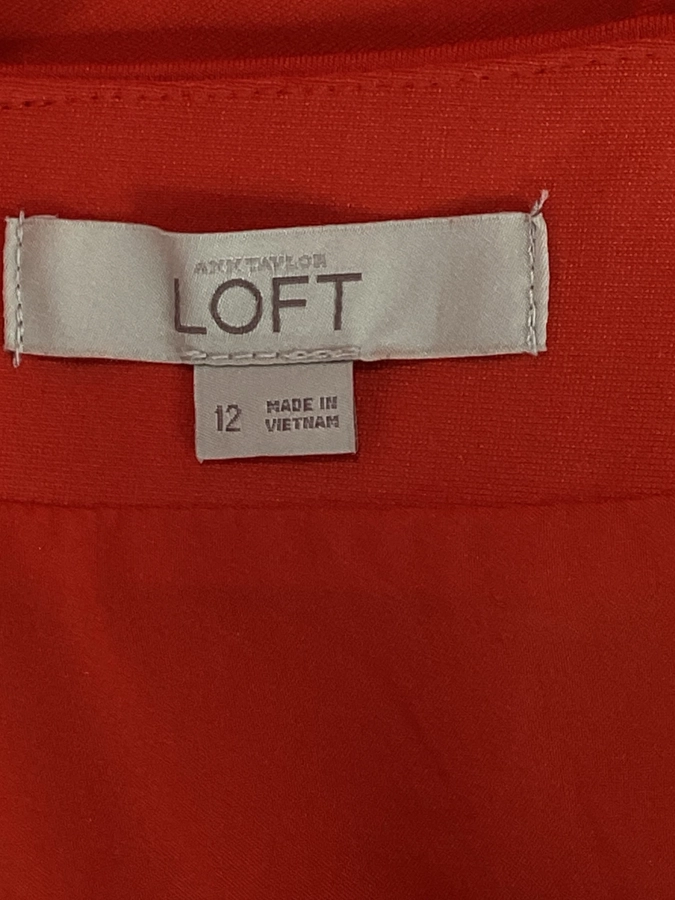 ANN TAYLOR
LOFT
12
MADE IN
VIETNAM